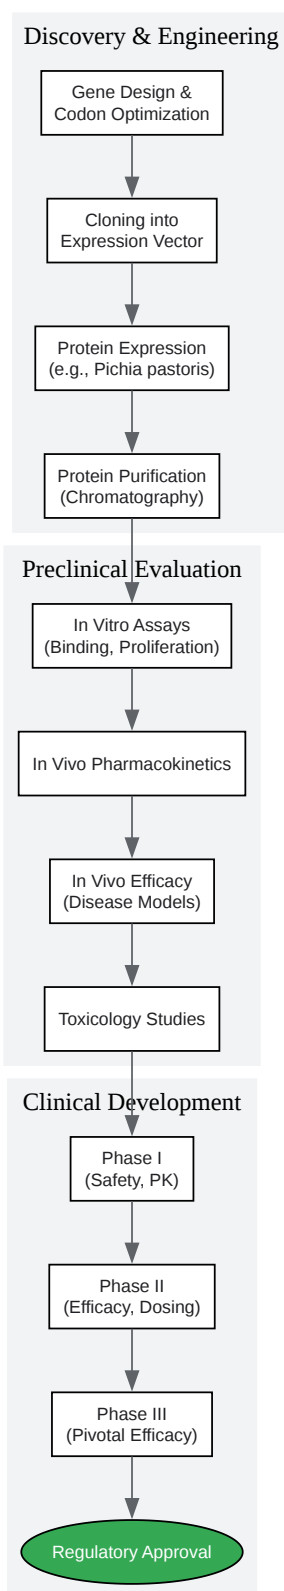 Discovery & Engineering
Gene Design &
Codon Optimization
Cloning into
Expression Vector
Protein Expression
(e.g., Pichia pastoris)
Protein Purification
(Chromatography)
Preclinical Evaluation
In Vitro Assays
(Binding, Proliferation)
In Vivo Pharmacokinetics
In Vivo Efficacy
(Disease Models)
Toxicology Studies
Clinical Development
Phase I
(Safety, PK)
Phase II
(Efficacy, Dosing)
Phase III
(Pivotal Efficacy)
Regulatory Approval